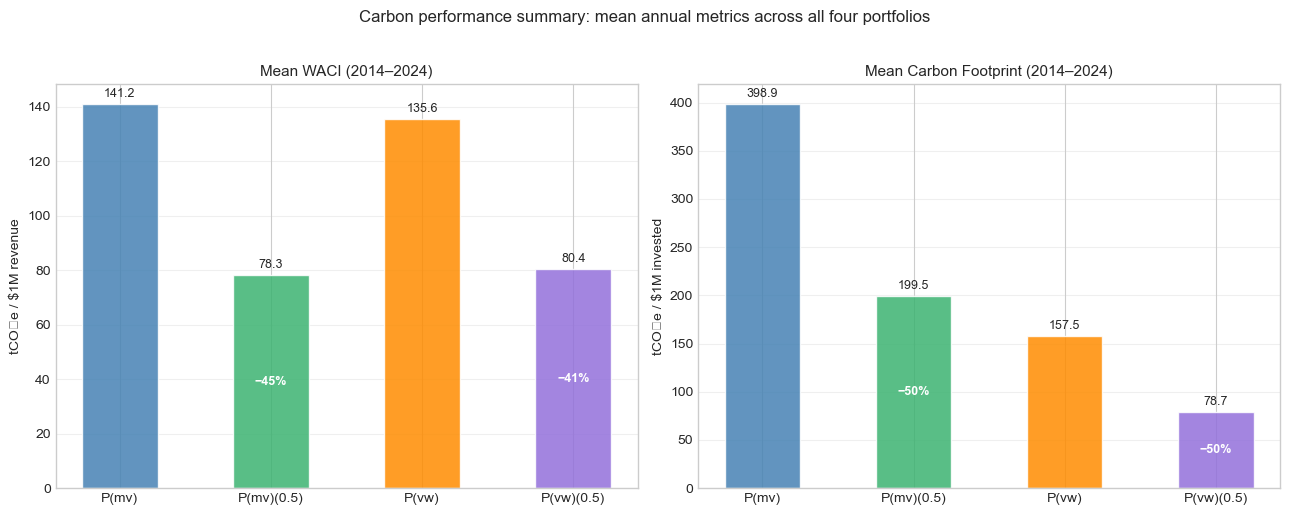 Carbon performance summary: mean annual metrics across all four portfolios
Mean WACI (2014–2024)
tCO□e / $1M revenue
140
120
100
80
60
40
20
0
141.2
78.3
135.6
80.4
−45%
−41%
P(mv)
P(mv)(0.5)
P(vw)
P(vw)(0.5)
Mean Carbon Footprint (2014–2024)
tCO□e / $1M invested
400
350
300
250
200
150
100
50
0
398.9
199.5
157.5
78.7
−50%
−50%
P(mv)
P(mv)(0.5)
P(vw)
P(vw)(0.5)